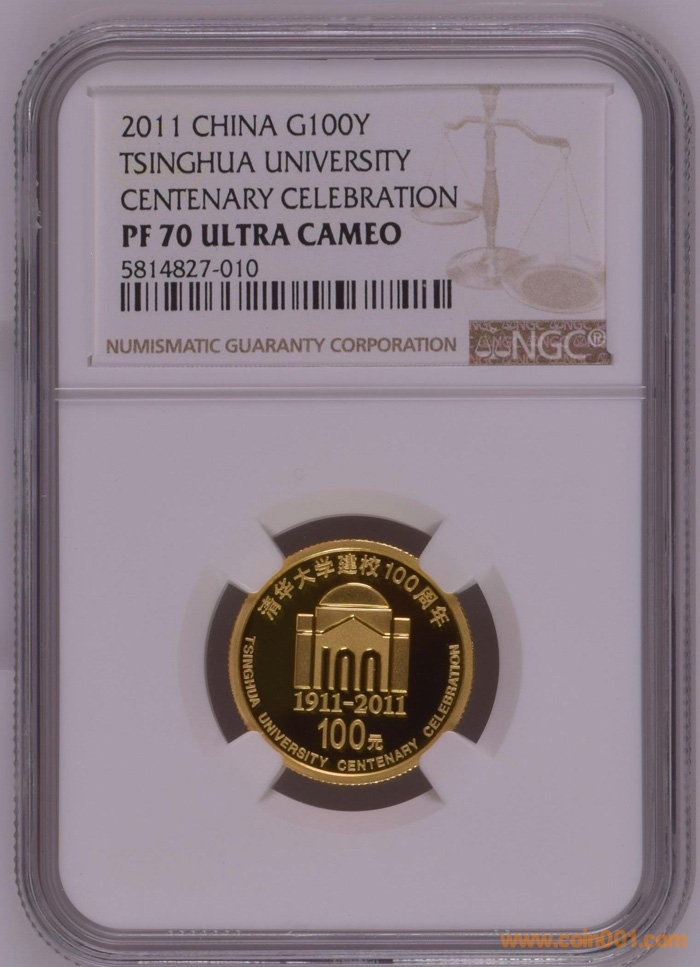 2011 CHINA G100Y
TSINGHUA UNIVERSITY
CENTENARY CELEBRATION
PF 70 ULTRA CAMEO
5814827-010
NUMISMATIC GUARANTY CORPORATION
NGC®
清华大学建校100周年
1911-2011
100元
TSINGHUA UNIVERSITY CENTENARY CELEBRATION
www.coin001.com